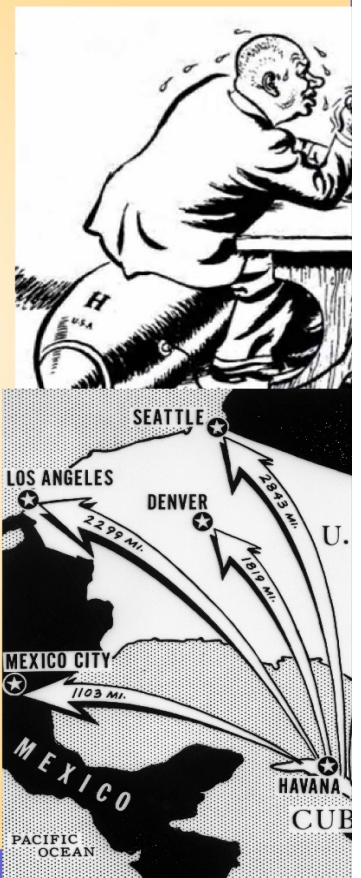 H
U.S.A
SEATTLE
LOS ANGELES
DENVER
2843 MI.
2299 MI.
1819 MI.
U.
MEXICO CITY
1103 MI.
MEXICO
HAVANA
CUB
PACIFIC
OCEAN